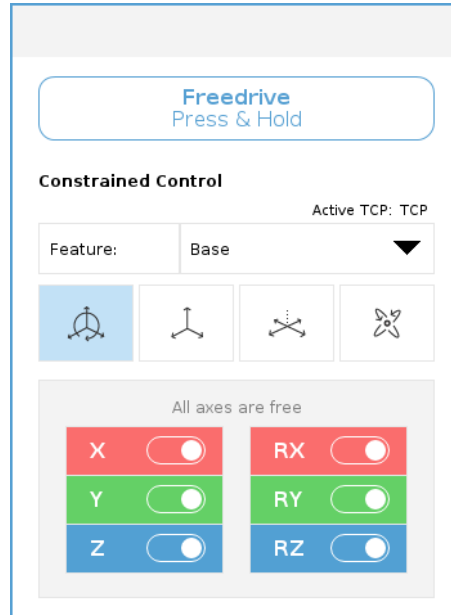 Freedrive
Press & Hold
Constrained Control
Active TCP: TCP
Feature: Base
All axes are free
X RX
Y RY
Z RZ